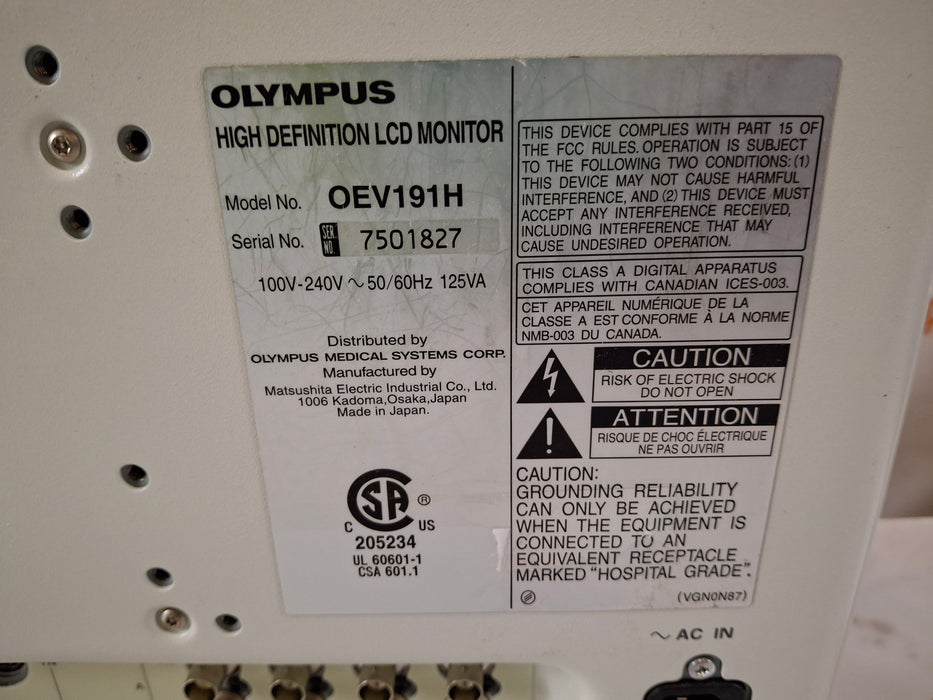 OLYMPUS
HIGH DEFINITION LCD MONITOR
Model No. OEV191H
Serial No. SER. NO. 7501827
100V-240V ~ 50/60Hz 125VA
Distributed by
OLYMPUS MEDICAL SYSTEMS CORP.
Manufactured by
Matsushita Electric Industrial Co., Ltd.
1006 Kadoma,Osaka,Japan
Made in Japan.
CSA ®
C US
205234
UL 60601-1
CSA 601.1
THIS DEVICE COMPLIES WITH PART 15 OF
THE FCC RULES. OPERATION IS SUBJECT
TO THE FOLLOWING TWO CONDITIONS: (1)
THIS DEVICE MAY NOT CAUSE HARMFUL
INTERFERENCE, AND (2) THIS DEVICE MUST
ACCEPT ANY INTERFERENCE RECEIVED,
INCLUDING INTERFERENCE THAT MAY
CAUSE UNDESIRED OPERATION.
THIS CLASS A DIGITAL APPARATUS
COMPLIES WITH CANADIAN ICES-003.
CET APPAREIL NUMÉRIQUE DE LA
CLASSE A EST CONFORME À LA NORME
NMB-003 DU CANADA.
CAUTION
RISK OF ELECTRIC SHOCK
DO NOT OPEN
ATTENTION
RISQUE DE CHOC ÉLECTRIQUE
NE PAS OUVRIR
CAUTION:
GROUNDING RELIABILITY
CAN ONLY BE ACHIEVED
WHEN THE EQUIPMENT IS
CONNECTED TO AN
EQUIVALENT RECEPTACLE
MARKED “HOSPITAL GRADE”.
(VGN0N87)
~ AC IN